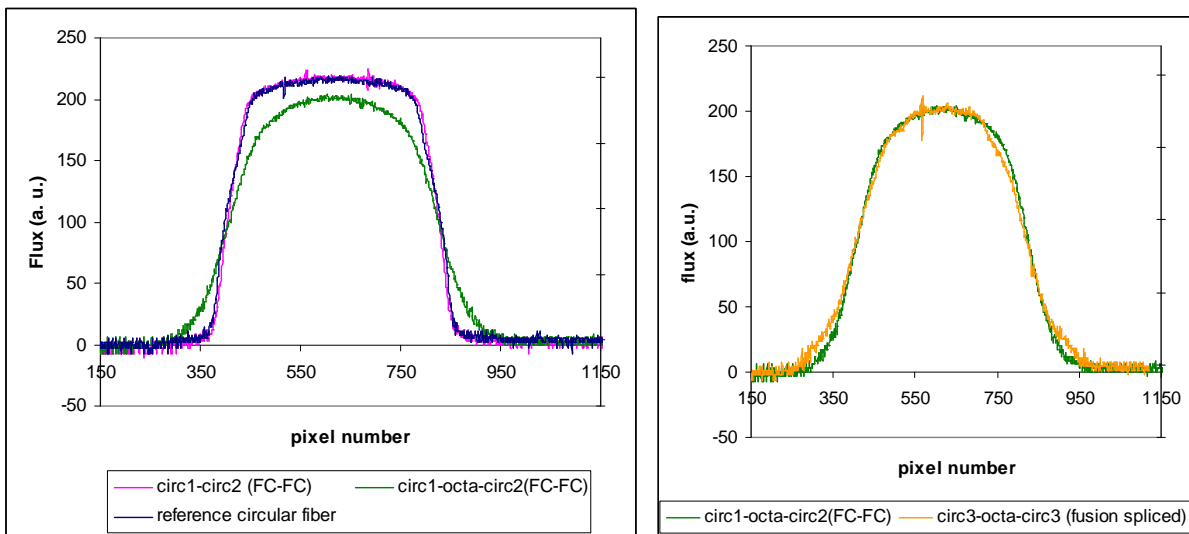 250
200
150
100
50
0
-50
150 350 550 750 950 1150
Flux (a. u.)
pixel number
circ1-circ2 (FC-FC) circ1-octa-circ2(FC-FC)
reference circular fiber
250
200
150
100
50
0
-50
150 350 550 750 950 1150
flux (a.u.)
pixel number
circ1-octa-circ2(FC-FC) circ3-octa-circ3 (fusion spliced)